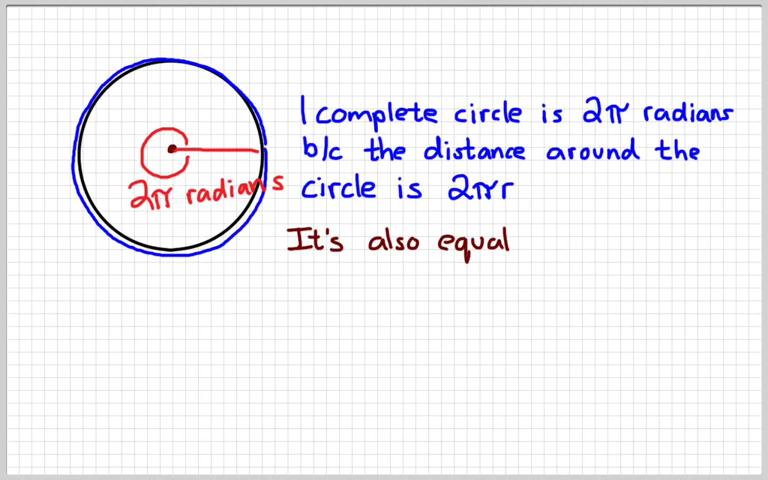 1 complete circle is 2π radians
b/c the distance around the
circle is 2πr
2π radians
It's also equal